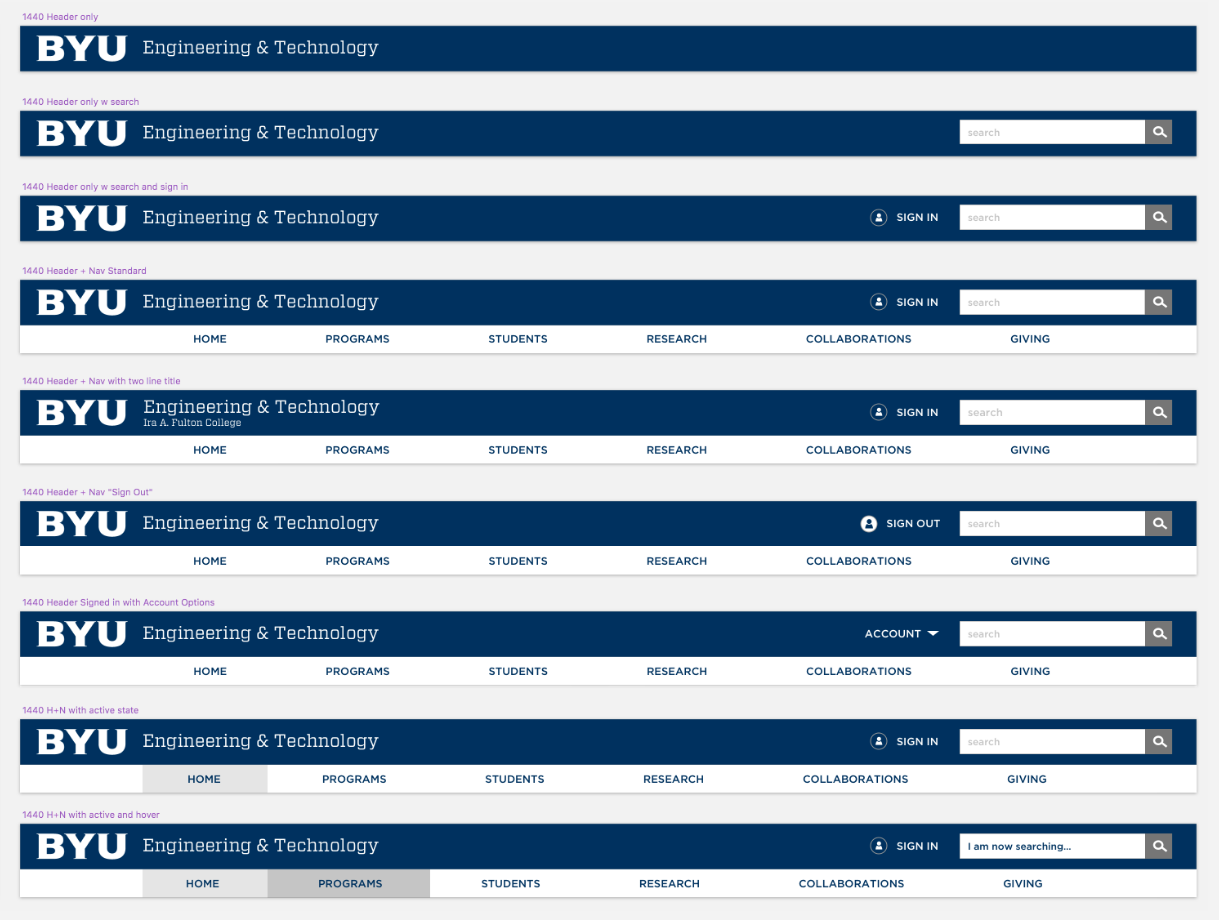 1440 Header only
BYU Engineering & Technology
1440 Header only w search
BYU Engineering & Technology search
1440 Header only w search and sign in
BYU Engineering & Technology SIGN IN search
1440 Header + Nav Standard
BYU Engineering & Technology SIGN IN search
HOME PROGRAMS STUDENTS RESEARCH COLLABORATIONS GIVING
1440 Header + Nav with two line title
BYU Engineering & Technology SIGN IN search
Ira A. Fulton College
HOME PROGRAMS STUDENTS RESEARCH COLLABORATIONS GIVING
1440 Header + Nav "Sign Out"
BYU Engineering & Technology SIGN OUT search
HOME PROGRAMS STUDENTS RESEARCH COLLABORATIONS GIVING
1440 Header Signed in with Account Options
BYU Engineering & Technology ACCOUNT search
HOME PROGRAMS STUDENTS RESEARCH COLLABORATIONS GIVING
1440 H+N with active state
BYU Engineering & Technology SIGN IN search
HOME PROGRAMS STUDENTS RESEARCH COLLABORATIONS GIVING
1440 H+N with active and hover
BYU Engineering & Technology SIGN IN I am now searching...
HOME PROGRAMS STUDENTS RESEARCH COLLABORATIONS GIVING